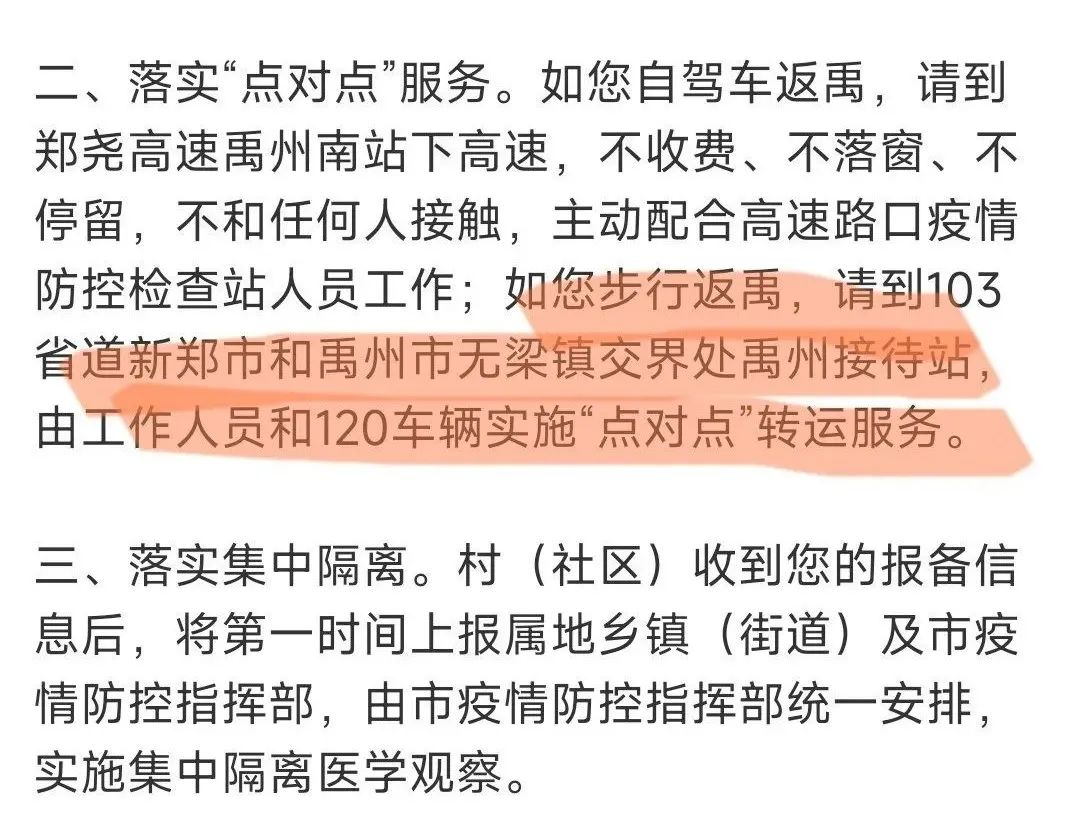 二、落实“点对点”服务。如您自驾车返禹，请到
郑尧高速禹州南站下高速，不收费、不落窗、不
停留，不和任何人接触，主动配合高速路口疫情
防控检查站人员工作；如您步行返禹，请到103
省道新郑市和禹州市无梁镇交界处禹州接待站，
由工作人员和120车辆实施“点对点”转运服务。
三、落实集中隔离。村（社区）收到您的报备信
息后，将第一时间上报属地乡镇（街道）及市疫
情防控指挥部，由市疫情防控指挥部统一安排，
实施集中隔离医学观察。